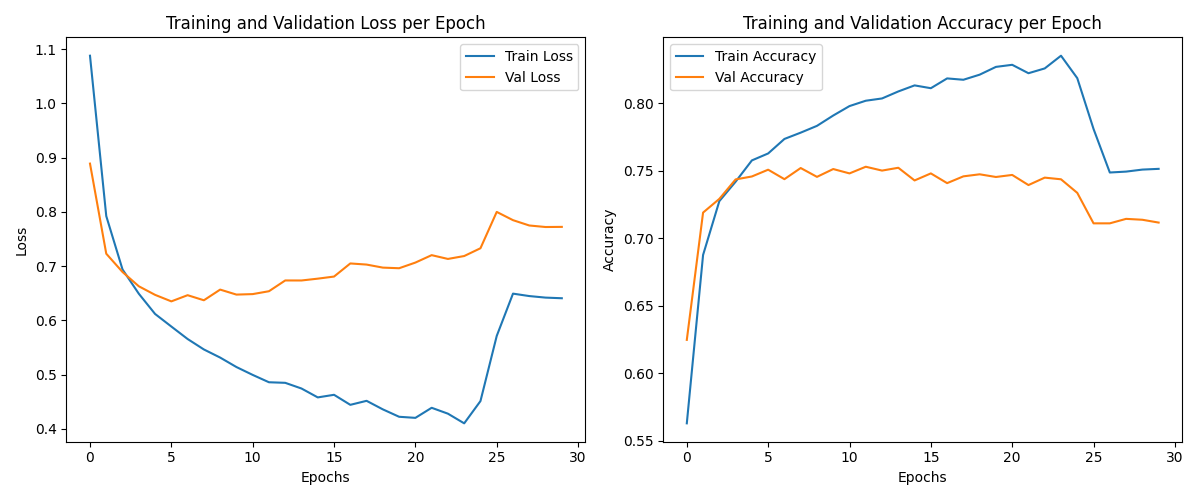 Training and Validation Loss per Epoch
Train Loss
Val Loss
1.1
1.0
0.9
0.8
0.7
0.6
0.5
0.4
Loss
0 5 10 15 20 25 30
Epochs
Training and Validation Accuracy per Epoch
Train Accuracy
Val Accuracy
0.80
0.75
0.70
0.65
0.60
0.55
Accuracy
0 5 10 15 20 25 30
Epochs